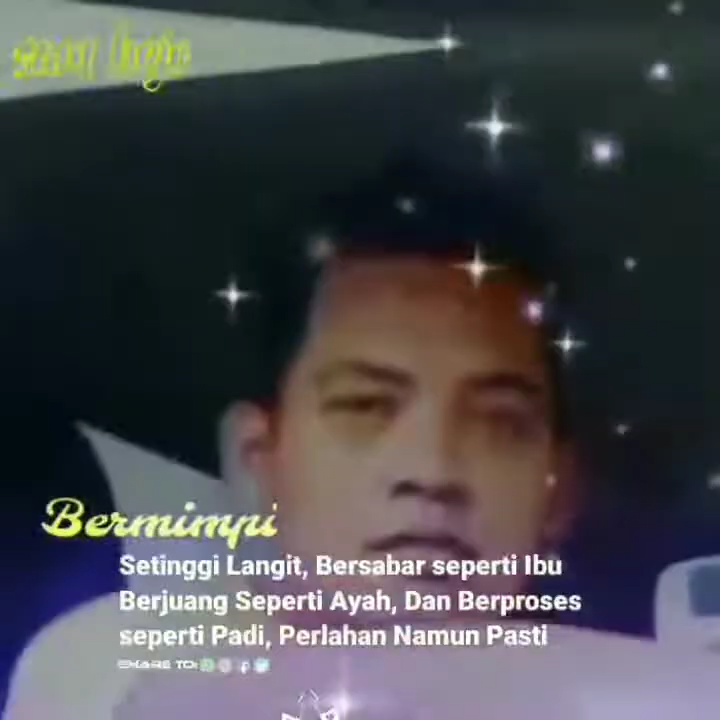 Bermimpi
Setinggi Langit, Bersabar seperti Ibu
Berjuang Seperti Ayah, Dan Berproses
seperti Padi, Perlahan Namun Pasti
SHARE TO: